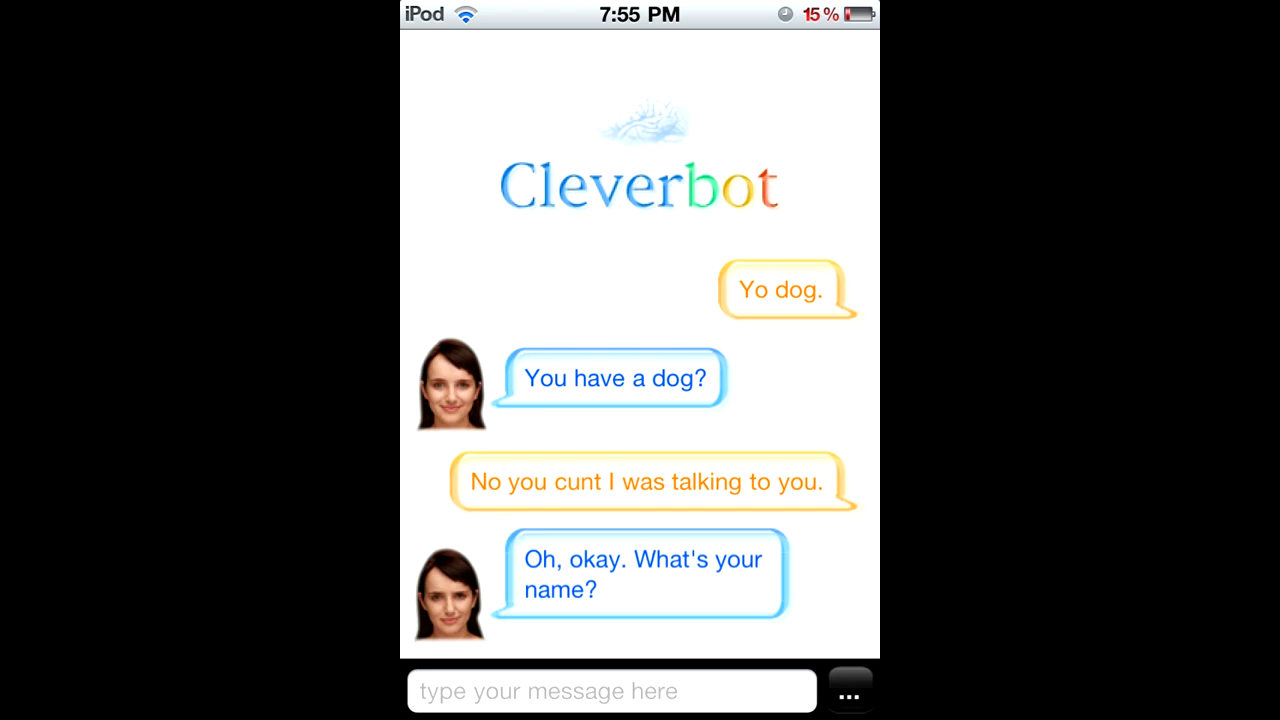 iPod 7:55 PM 15%
Cleverbot
Yo dog.
You have a dog?
No you cunt I was talking to you.
Oh, okay. What's your
name?
type your message here
...